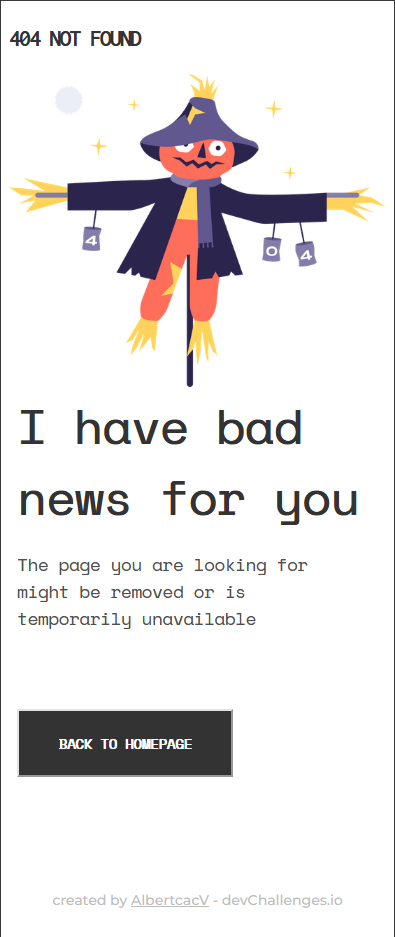 404 NOT FOUND
4
0
4
I have bad
news for you
The page you are looking for
might be removed or is
temporarily unavailable
BACK TO HOMEPAGE
created by AlbertcacV - devChallenges.io